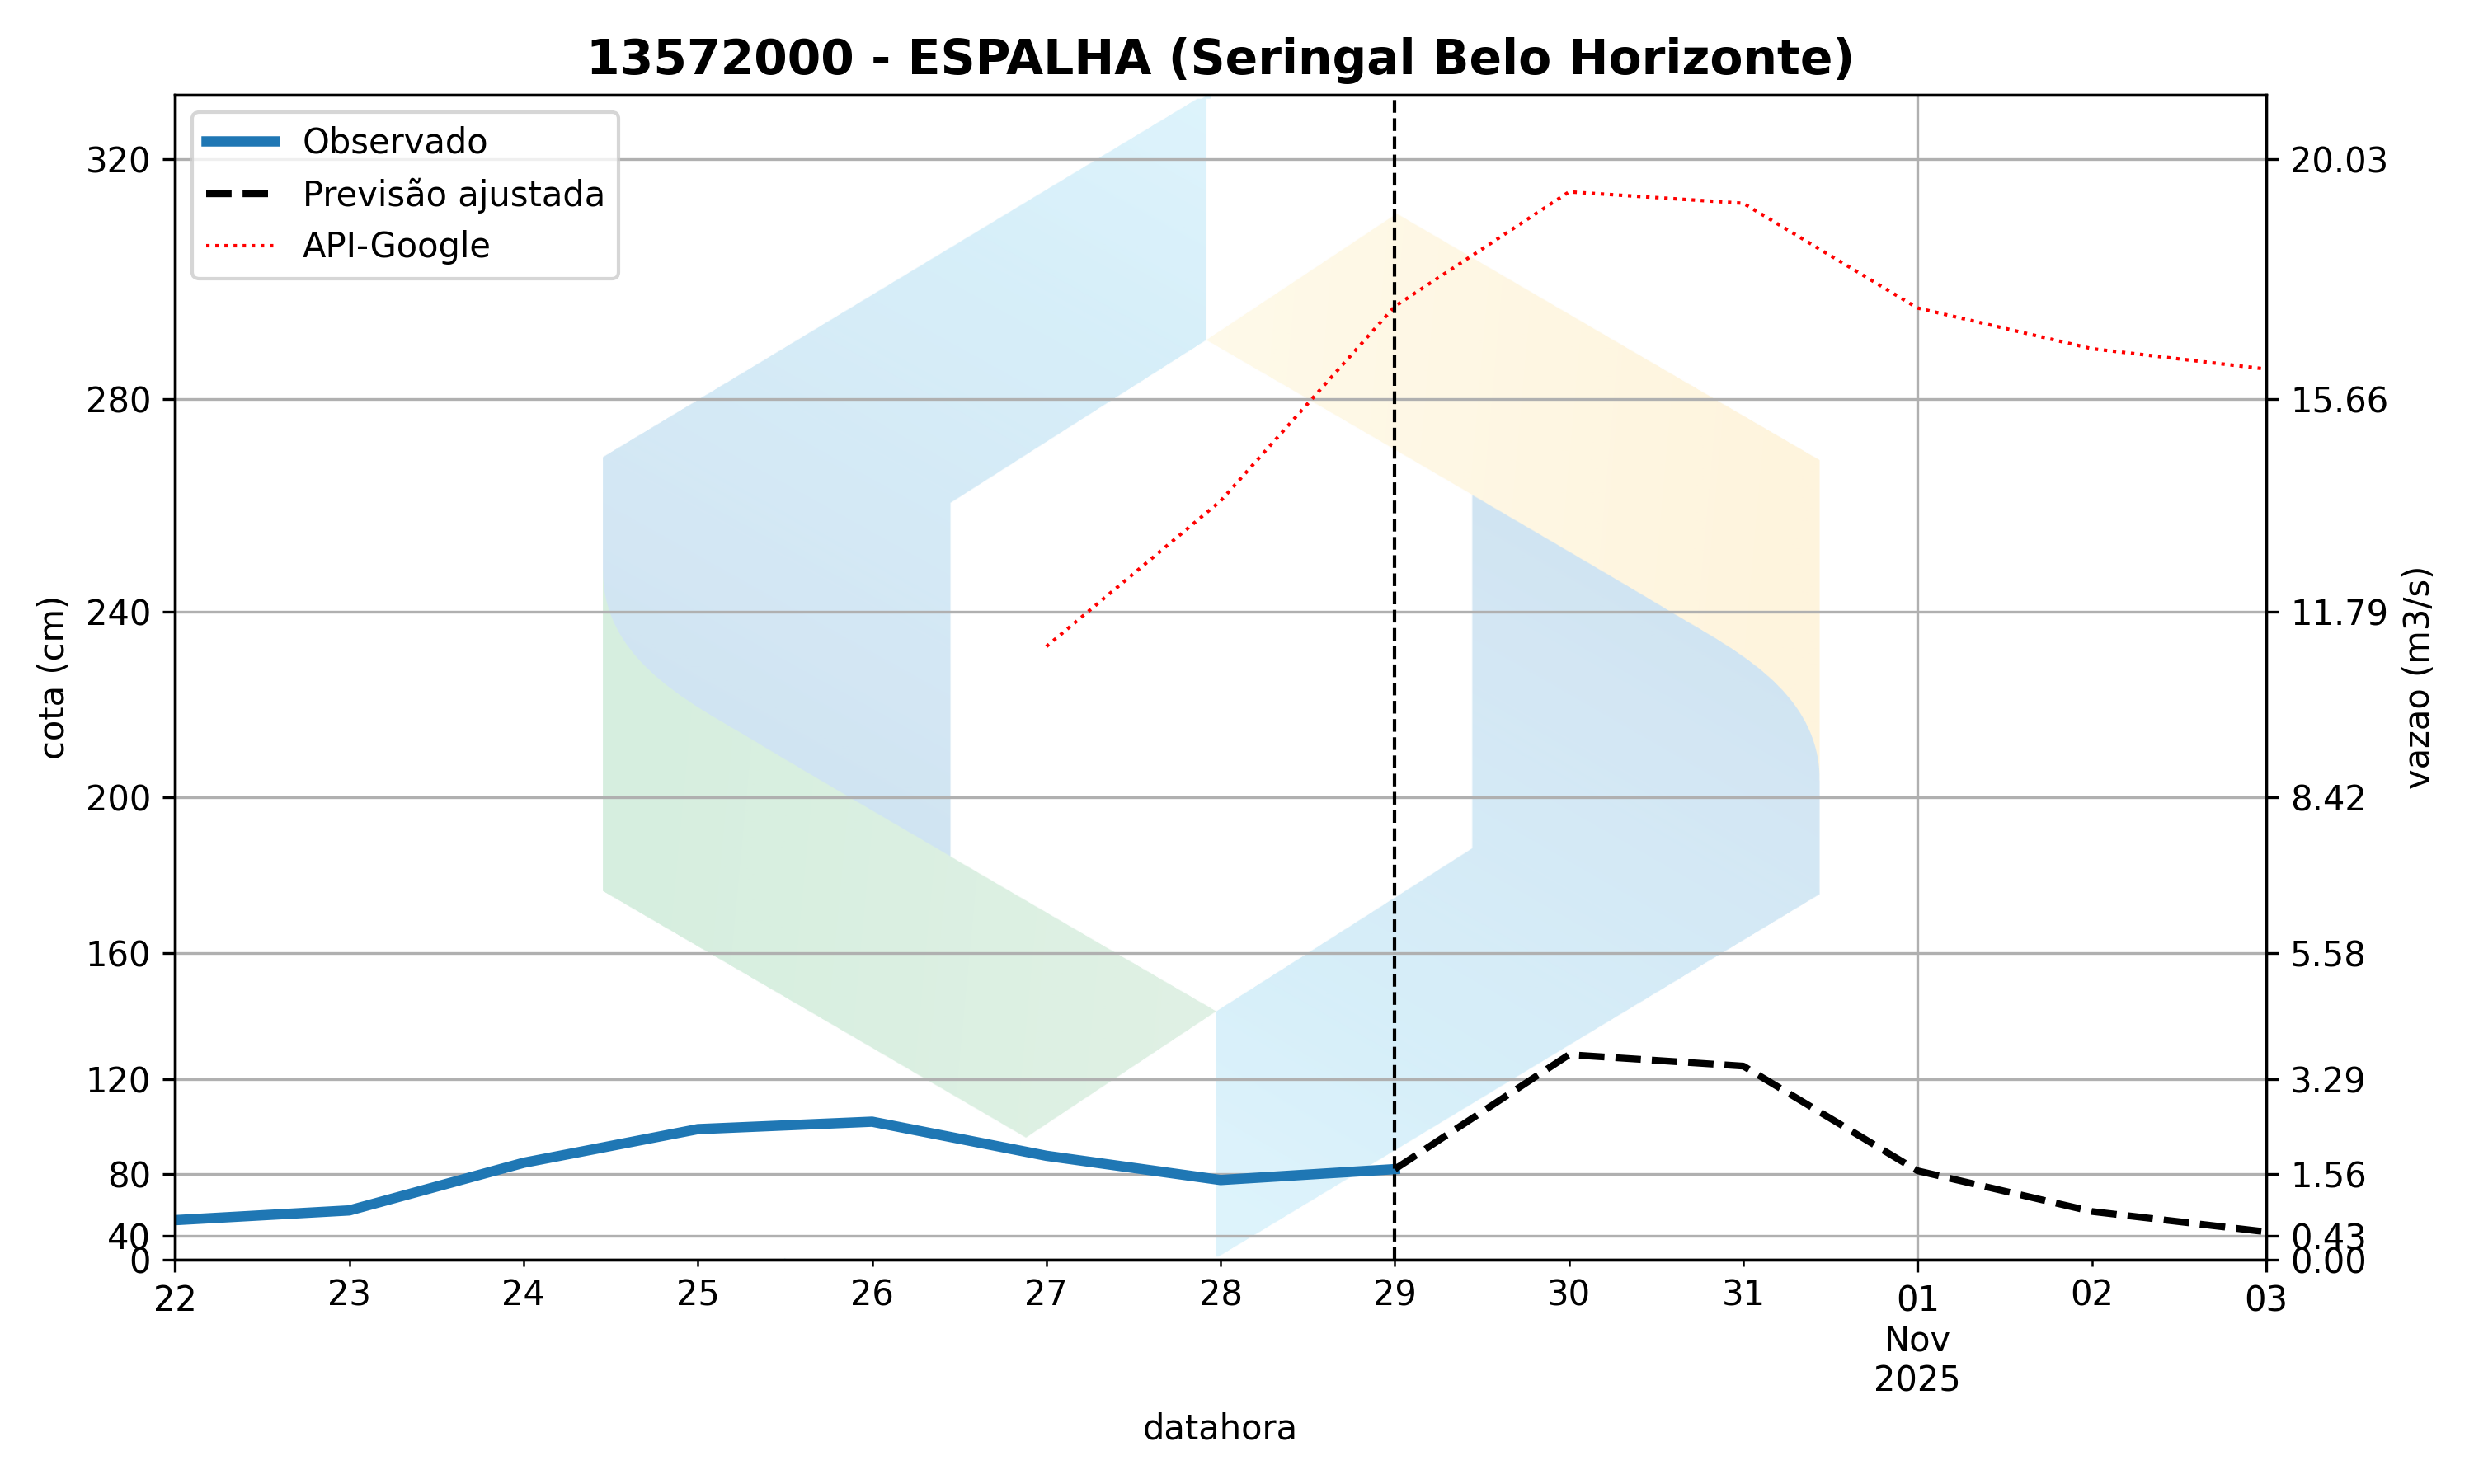 13572000 - ESPALHA (Seringal Belo Horizonte)
Observado
Previsão ajustada
API-Google
320
280
240
200
160
120
80
40
0
cota (cm)
20.03
15.66
11.79
8.42
5.58
3.29
1.56
0.43
0.00
vazao (m3/s)
22 23 24 25 26 27 28 29 30 31 01 02 03
Nov
2025
datahora